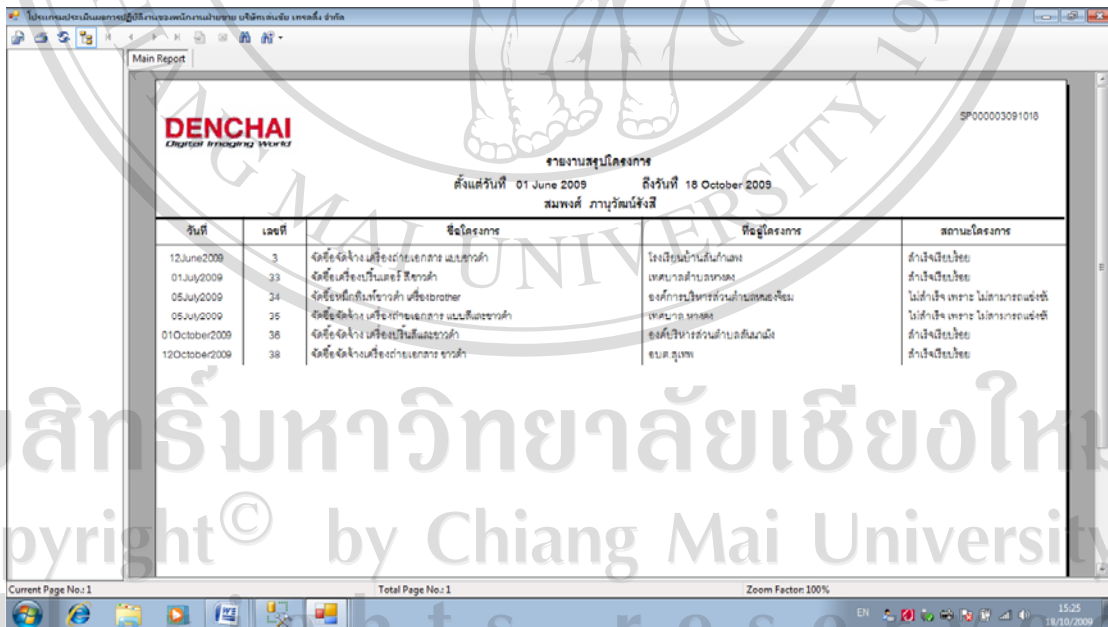 โปรแกรมประเมินผลการปฏิบัติงานของพนักงานฝ่ายขาย บริษัทเด่นชัย เทรดดิ้ง จำกัด
Main Report
SP000003091018
DENCHAI
Digital Imaging World
รายงานสรุปโครงการ
ตั้งแต่วันที่ 01 June 2009 ถึงวันที่ 18 October 2009
สมพงศ์ ภานุวัฒน์รังสี
วันที่ เลขที่ ชื่อโครงการ ที่อยู่โครงการ สถานะโครงการ
12June2009 3 จัดซื้อจัดจ้าง เครื่องถ่ายเอกสาร แบบขาวดำ โรงเรียนบ้านสันกำแพง สำเร็จเรียบร้อย
01July2009 33 จัดซื้อเครื่องปริ้นเตอร์ สีขาวดำ เทศบาลตำบลหางดง สำเร็จเรียบร้อย
05July2009 34 จัดซื้อหมึกพิมพ์ขาวดำ เครื่องbrother องค์การบริหารส่วนตำบลหนองจ๊อม ไม่สำเร็จ เพราะ ไม่สามารถแข่งขั
05July2009 35 จัดซื้อจัดจ้าง เครื่องถ่ายเอกสาร แบบสีและขาวดำ เทศบาล หางดง ไม่สำเร็จ เพราะ ไม่สามารถแข่งขั
01October2009 36 จัดซื้อจัดจ้าง เครื่องปริ้นสีและขาวดำ องค์บริหารส่วนตำบลสันนาเม็ง สำเร็จเรียบร้อย
12October2009 38 จัดซื้อจัดจ้างเครื่องถ่ายเอกสาร ขาวดำ อบต.สุเทพ สำเร็จเรียบร้อย
MAI UNIVERSITY 19
สิทธิ์มหาวิทยาลัยเชียงใหม
pyright© by Chiang Mai University
Current Page No.: 1 Total Page No.: 1 Zoom Factor: 100%
EN 15:25
18/10/2009